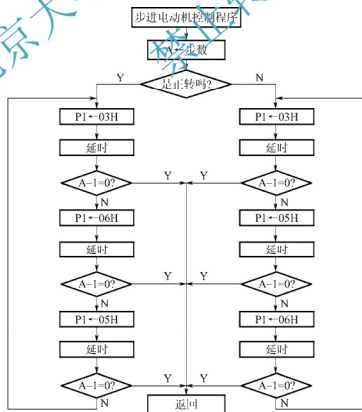 步进电动机控制程序
A←步数
是正转吗?
Y
N
P1←03H
P1←03H
延时
延时
A−1=0?
Y
Y
A−1=0?
N
N
P1←06H
P1←05H
延时
延时
A−1=0?
Y
Y
A−1=0?
N
N
P1←05H
P1←06H
延时
延时
A−1=0?
Y
Y
A−1=0?
N
返回
N